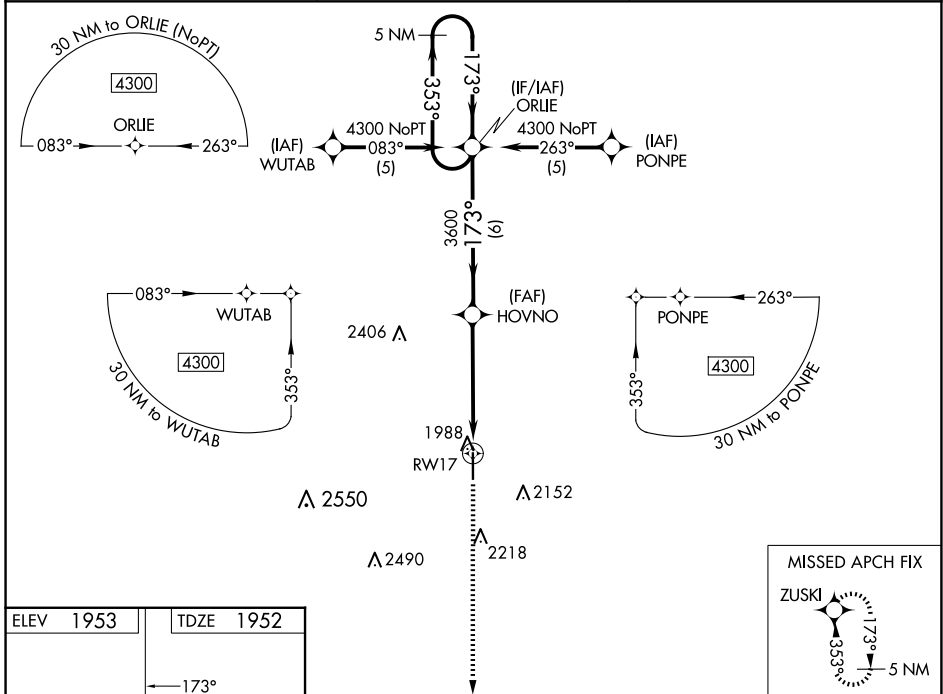 30 NM to ORLIE (NoPT)
4300
ORLIE
083°
263°
5 NM
353°
173°
(IF/IAF)
ORLIE
(IAF)
WUTAB
4300 NoPT
083°
(5)
4300 NoPT
263°
(5)
(IAF)
PONPE
3600
173°
(6)
(FAF)
HOVNO
083°
WUTAB
4300
353°
30 NM to WUTAB
263°
PONPE
4300
353°
30 NM to PONPE
2406
1988
RW17
2550
2152
2490
2218
MISSED APCH FIX
ZUSKI
353°
173°
5 NM
ELEV 1953
TDZE 1952
173°